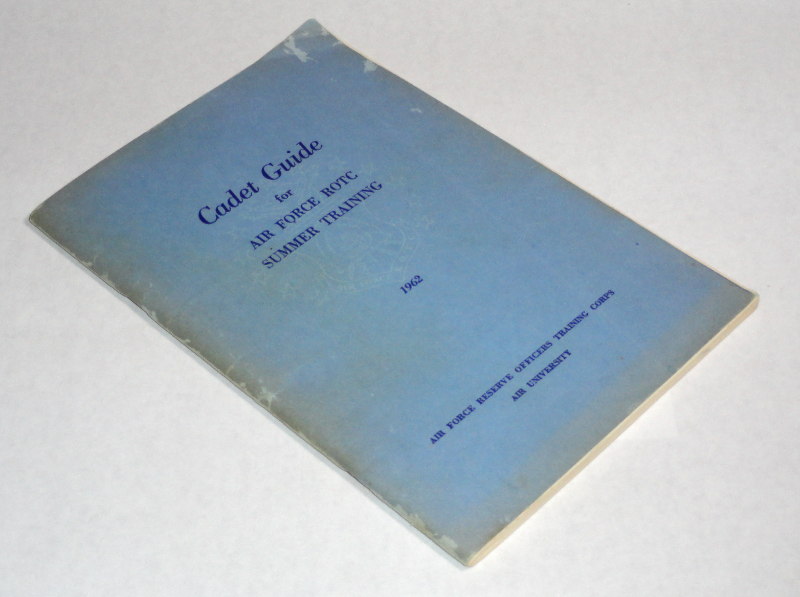 Cadet Guide
for
AIR FORCE ROTC
SUMMER TRAINING
1962
AIR FORCE RESERVE OFFICERS TRAINING CORPS
AIR UNIVERSITY